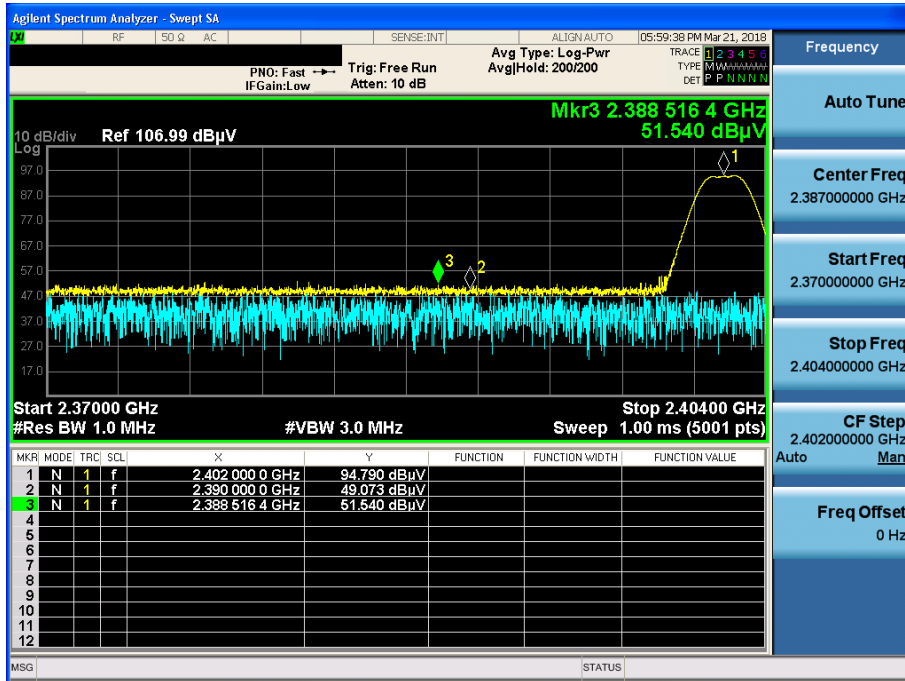 Agilent Spectrum Analyzer - Swept SA
LXI RF 50 Ω AC SENSE:INT ALIGN AUTO 05:59:38 PM Mar 21, 2018
PNO: Fast
IFGain:Low
Trig: Free Run
Atten: 10 dB
Avg Type: Log-Pwr
Avg|Hold: 200/200
TRACE 1 2 3 4 5 6
TYPE M W W W W W
DET P P N N N N
Mkr3 2.388 516 4 GHz
51.540 dBµV
10 dB/div Ref 106.99 dBµV
Log
97.0
87.0
77.0
67.0
57.0
47.0
37.0
27.0
17.0
1
3
2
Start 2.37000 GHz Stop 2.40400 GHz
#Res BW 1.0 MHz #VBW 3.0 MHz Sweep 1.00 ms (5001 pts)
MKR MODE TRC SCL X Y FUNCTION FUNCTION WIDTH FUNCTION VALUE
1 N 1 f 2.402 000 0 GHz 94.790 dBµV
2 N 1 f 2.390 000 0 GHz 49.073 dBµV
3 N 1 f 2.388 516 4 GHz 51.540 dBµV
4
5
6
7
8
9
10
11
12
MSG STATUS
Frequency
Auto Tune
Center Freq
2.387000000 GHz
Start Freq
2.370000000 GHz
Stop Freq
2.404000000 GHz
CF Step
2.402000000 GHz
Auto Man
Freq Offset
0 Hz